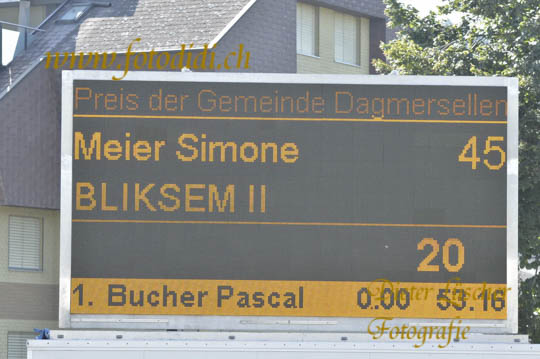 www.fotodidi.ch
Preis der Gemeinde Dagmersellen
Meier Simone 45
BLIKSEM II
20
1. Bucher Pascal 0.00 53.16
Dieter
Fotografie